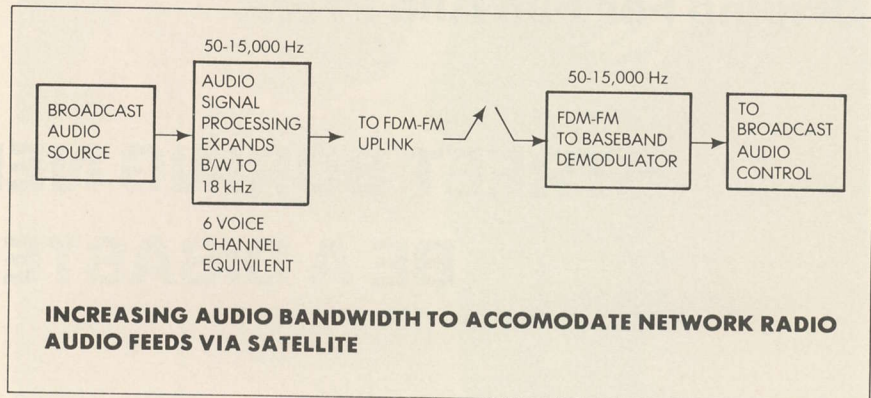 50-15,000 Hz
BROADCAST
AUDIO
SOURCE
AUDIO
SIGNAL
PROCESSING
EXPANDS
B/W TO
18 kHz
6 VOICE
CHANNEL
EQUIVILENT
TO FDM-FM
UPLINK
50-15,000 Hz
FDM-FM
TO BASEBAND
DEMODULATOR
TO
BROADCAST
AUDIO
CONTROL
INCREASING AUDIO BANDWIDTH TO ACCOMODATE NETWORK RADIO
AUDIO FEEDS VIA SATELLITE